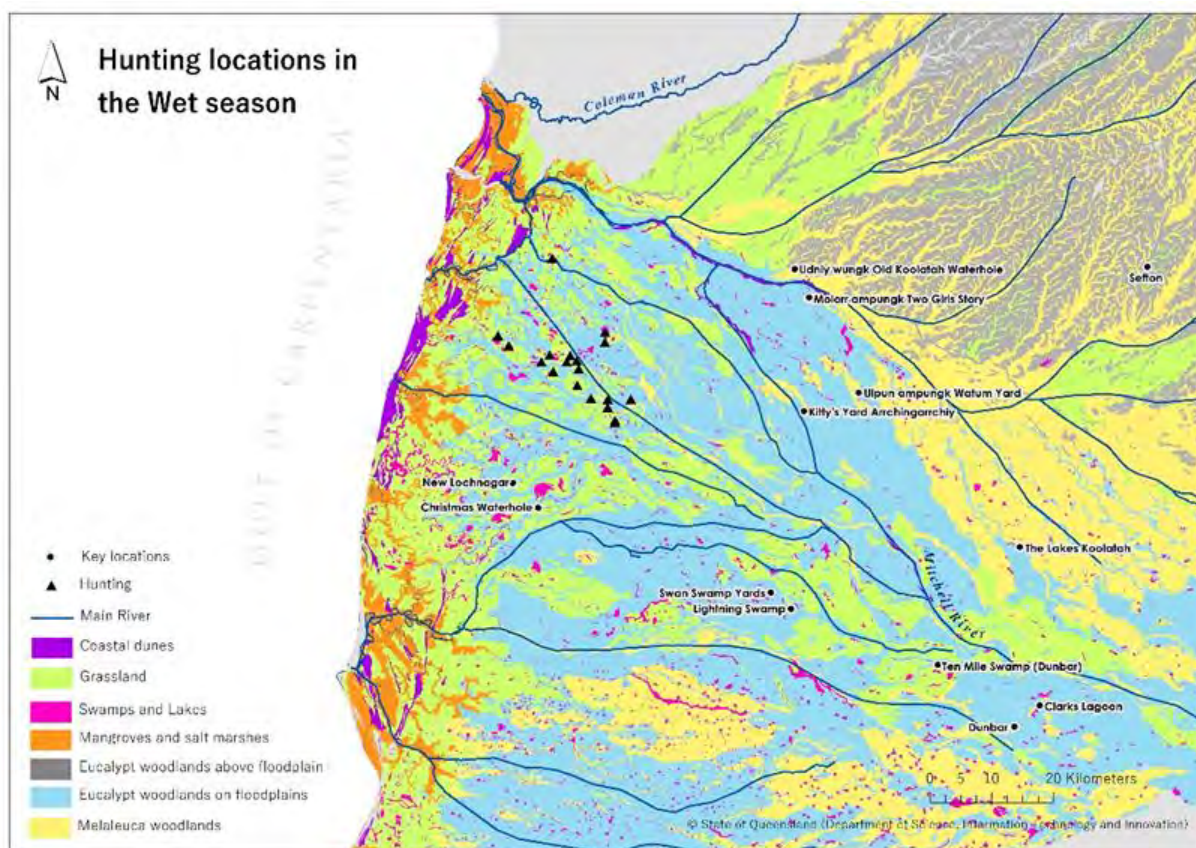 Hunting locations in
the Wet season
N
Coleman River
GULF OF CARPENTARIA
Udnly wungk Old Koolatah Waterhole
Sefton
Molorr ampungk Two Girls Story
Ulpun ampungk Watum Yard
Kitty's Yard Arrchingarrchiy
New Lochnagar
Christmas Waterhole
The Lakes Koolatah
Mitchell River
Swan Swamp Yards
Lightning Swamp
Ten Mile Swamp (Dunbar)
Clarks Lagoon
Dunbar
Key locations
Hunting
Main River
Coastal dunes
Grassland
Swamps and Lakes
Mangroves and salt marshes
Eucalypt woodlands above floodplain
Eucalypt woodlands on floodplains
Melaleuca woodlands
0 5 10 20 Kilometers
© State of Queensland (Department of Science, Information Technology and Innovation)